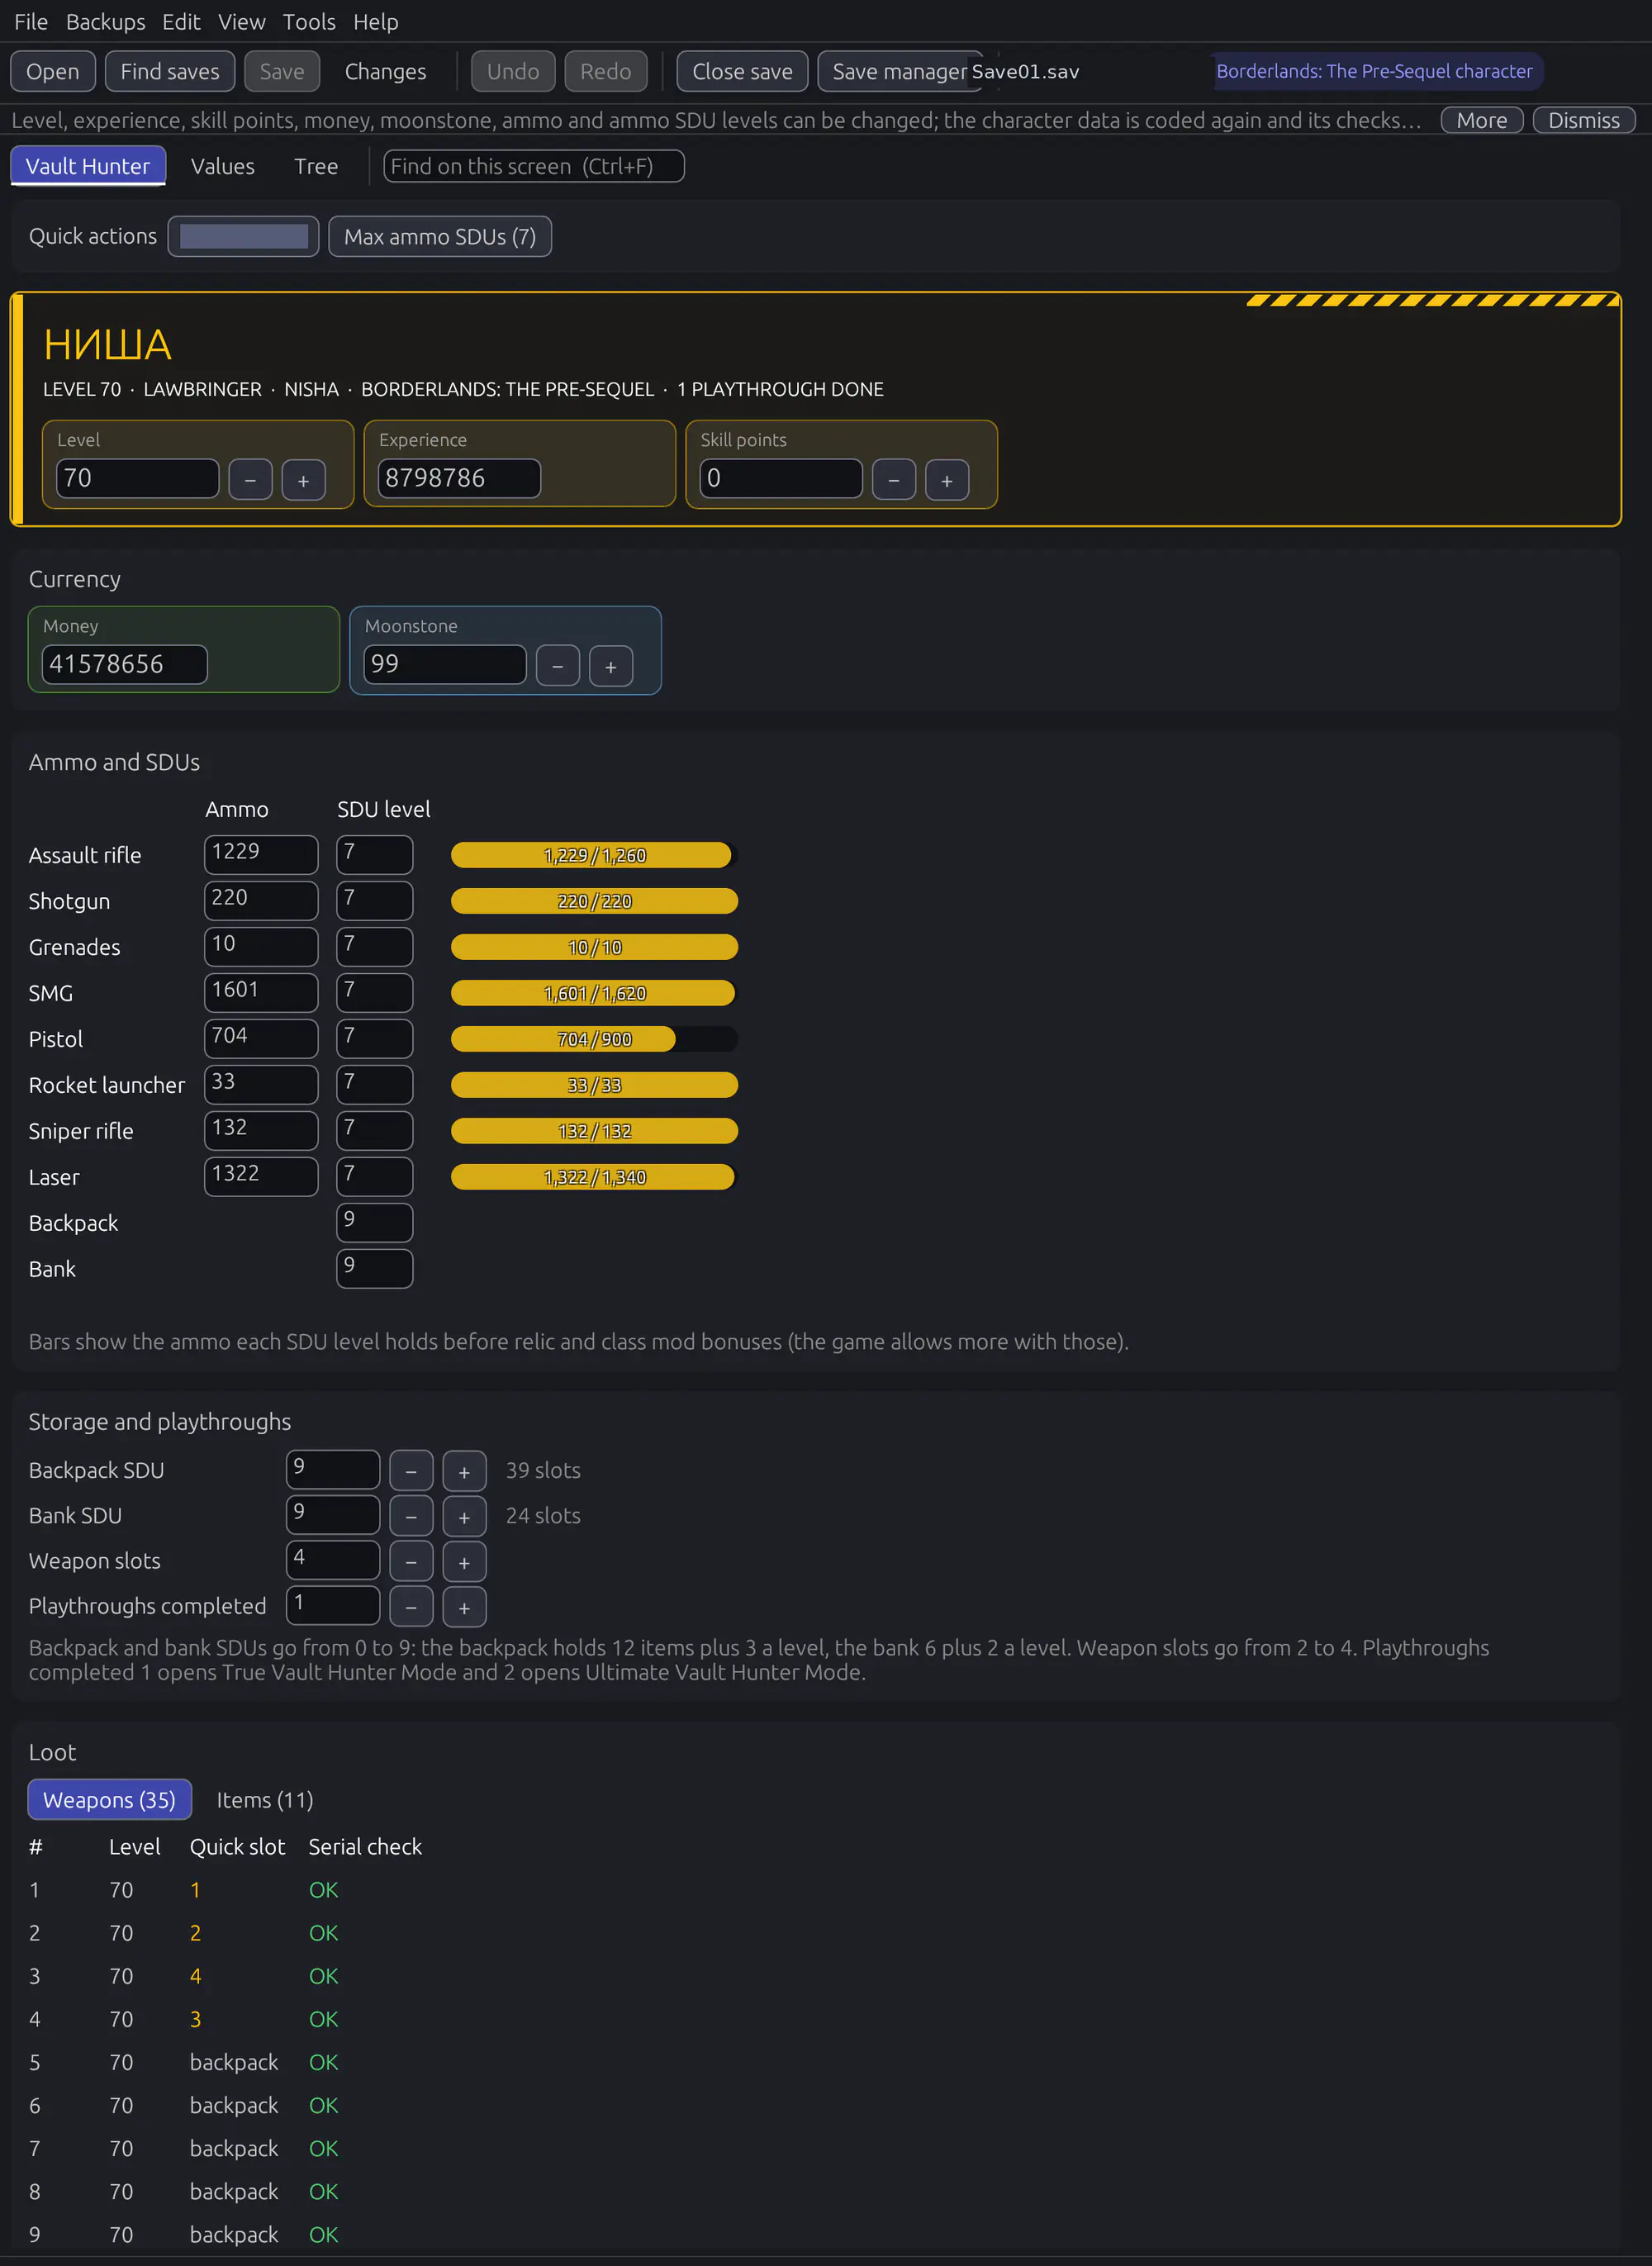 File Backups Edit View Tools Help
Open Find saves Save Changes Undo Redo Close save Save manager Save01.sav Borderlands: The Pre-Sequel character
Level, experience, skill points, money, moonstone, ammo and ammo SDU levels can be changed; the character data is coded again and its checks… More Dismiss
Vault Hunter Values Tree Find on this screen (Ctrl+F)
Quick actions Max ammo SDUs (7)
НИША
LEVEL 70 · LAWBRINGER · NISHA · BORDERLANDS: THE PRE-SEQUEL · 1 PLAYTHROUGH DONE
Level Experience Skill points
70 − + 8798786 0 − +
Currency
Money Moonstone
41578656 99 − +
Ammo and SDUs
Ammo SDU level
Assault rifle 1229 7 1,229 / 1,260
Shotgun 220 7 220 / 220
Grenades 10 7 10 / 10
SMG 1601 7 1,601 / 1,620
Pistol 704 7 704 / 900
Rocket launcher 33 7 33 / 33
Sniper rifle 132 7 132 / 132
Laser 1322 7 1,322 / 1,340
Backpack 9
Bank 9
Bars show the ammo each SDU level holds before relic and class mod bonuses (the game allows more with those).
Storage and playthroughs
Backpack SDU 9 − + 39 slots
Bank SDU 9 − + 24 slots
Weapon slots 4 − +
Playthroughs completed 1 − +
Backpack and bank SDUs go from 0 to 9: the backpack holds 12 items plus 3 a level, the bank 6 plus 2 a level. Weapon slots go from 2 to 4. Playthroughs
completed 1 opens True Vault Hunter Mode and 2 opens Ultimate Vault Hunter Mode.
Loot
Weapons (35) Items (11)
# Level Quick slot Serial check
1 70 1 OK
2 70 2 OK
3 70 4 OK
4 70 3 OK
5 70 backpack OK
6 70 backpack OK
7 70 backpack OK
8 70 backpack OK
9 70 backpack OK